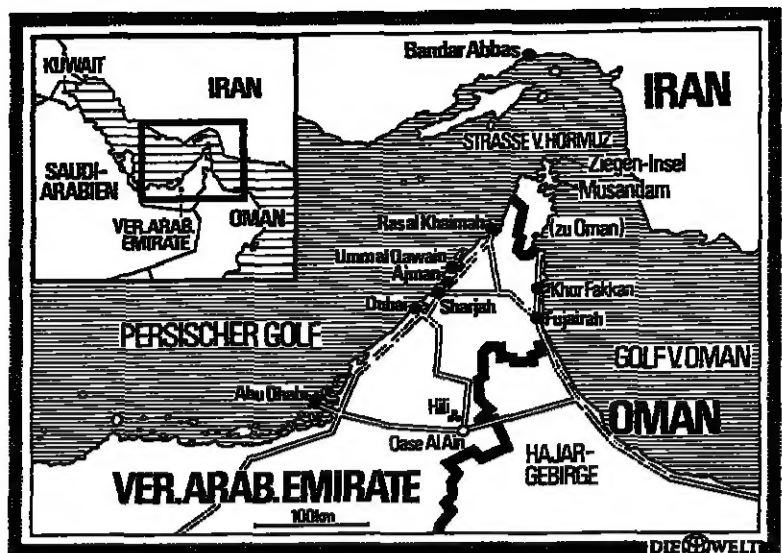 KUWAIT
IRAN
SAUDI-
ARABIEN
VER.ARAB.
EMIRATE
OMAN
Bandar Abbas
IRAN
STRASSE V. HORMUZ
Ziegen-Insel
Musandam
(zu Oman)
Ras al Khaimah
Umm al Qawain
Ajman
Dubai
Sharjah
Khor Fakkan
Fujairah
PERSISCHER GOLF
GOLF V. OMAN
Abu Dhabi
Hili
Oase Al Ain
OMAN
HAJAR-
GEBIRGE
VER.ARAB.EMIRATE
100km
DIE WELT